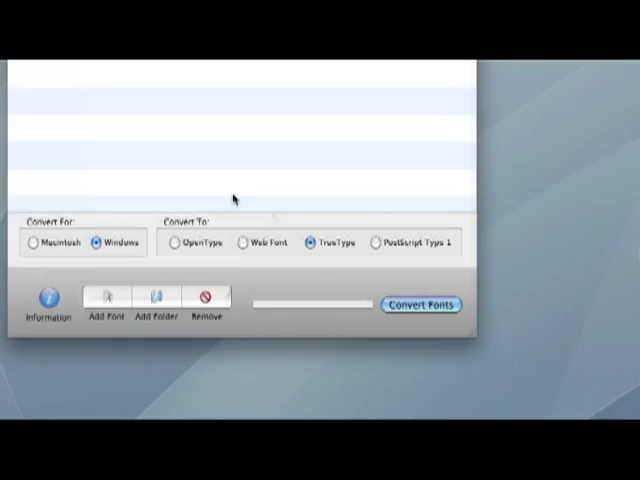 Convert For: Convert To:
Macintosh Windows OpenType Web Font TrueType PostScript Type 1
Information Add Font Add Folder Remove Convert Fonts